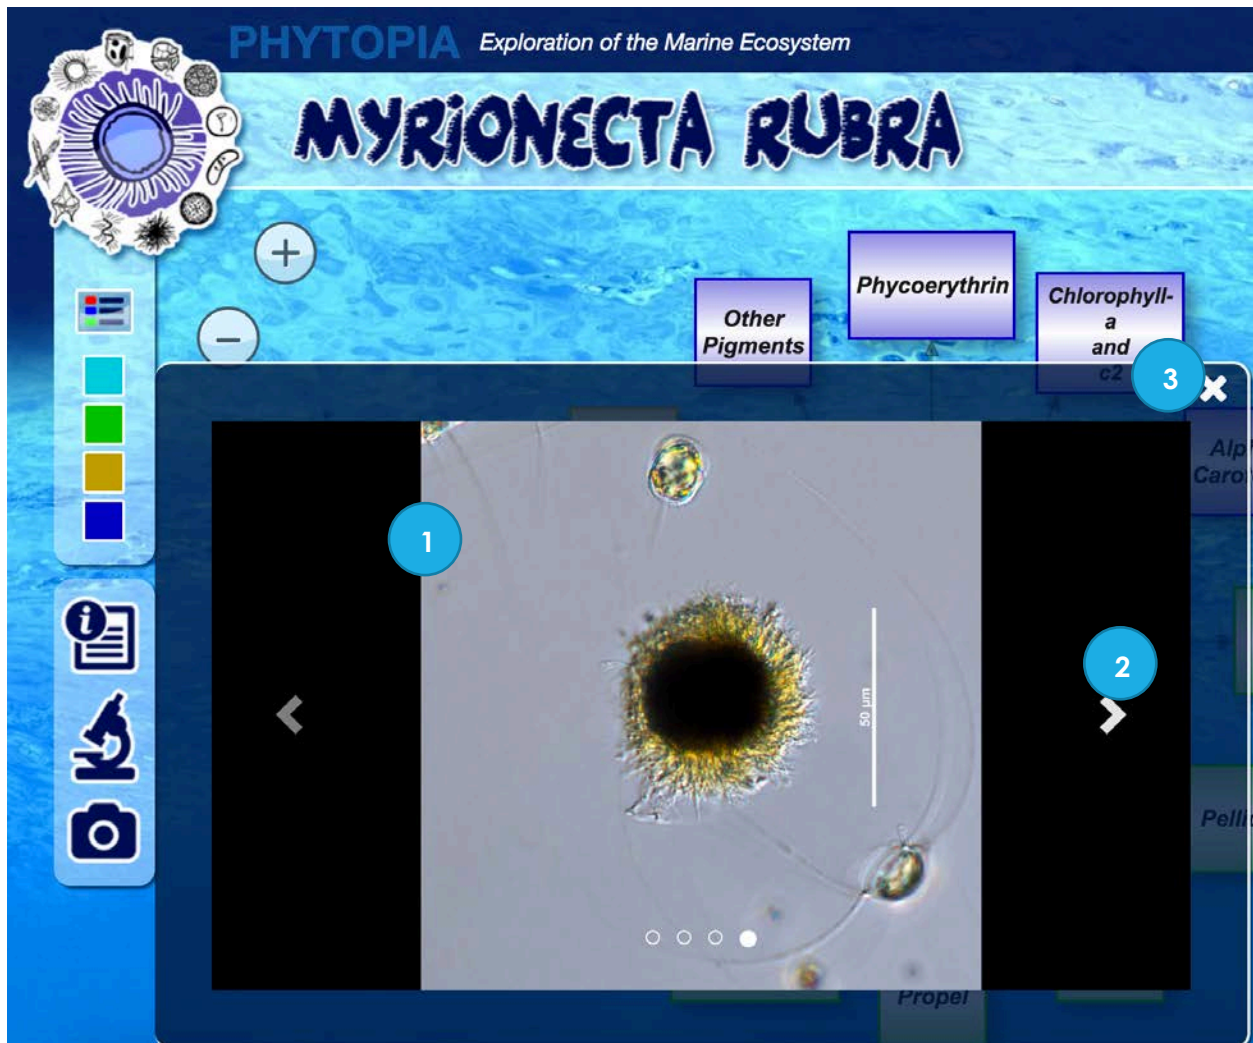 PHYTOPIA Exploration of the Marine Ecosystem
MYRIONECTA RUBRA
+
Phycoerythrin
Other
Pigments
Chlorophyll-
a
and
c2
−
3
1
50 µm
2
i
Propel